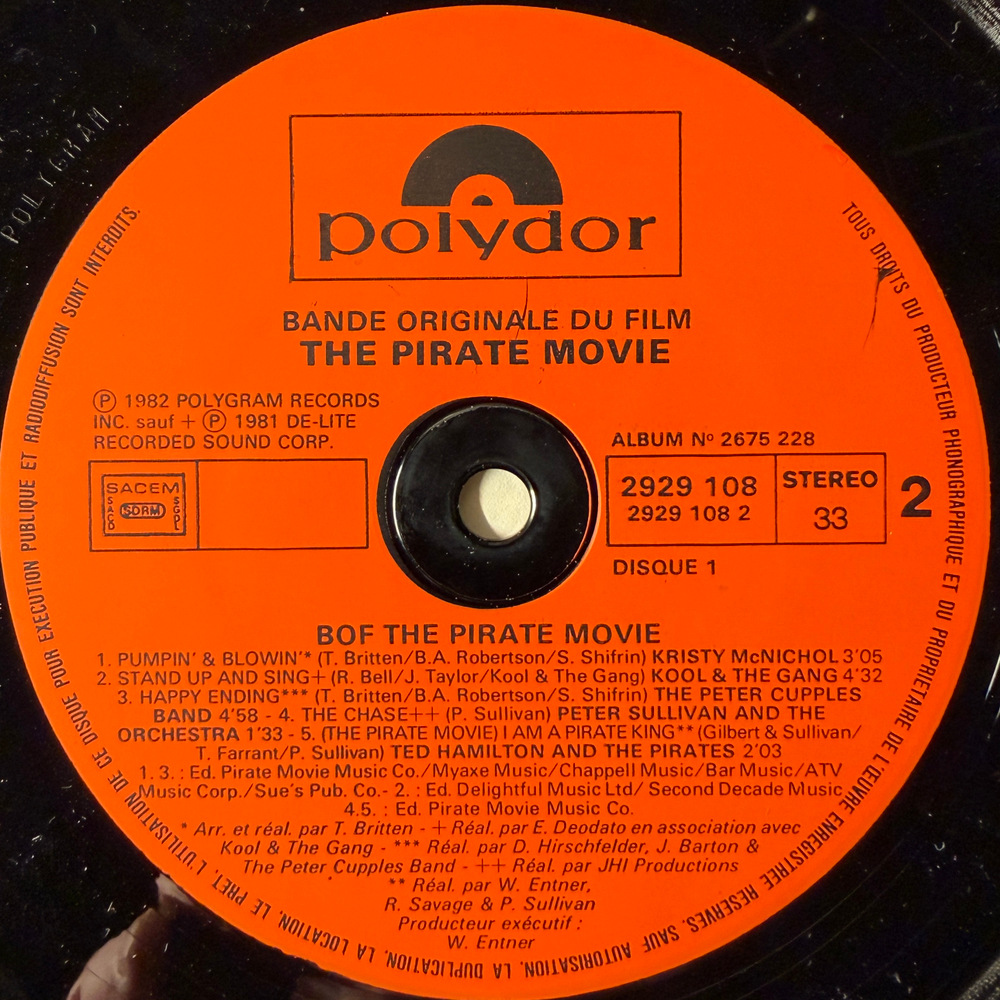 POLYGRAM
polydor
BANDE ORIGINALE DU FILM
THE PIRATE MOVIE
Ⓟ 1982 POLYGRAM RECORDS
INC. sauf + Ⓟ 1981 DE-LITE
RECORDED SOUND CORP.
SACEM
SACD SDRM SGDL
ALBUM Nº 2675 228
2929 108
2929 108 2
STEREO
33
2
DISQUE 1
BOF THE PIRATE MOVIE
1. PUMPIN' & BLOWIN'* (T. Britten/B.A. Robertson/S. Shifrin) KRISTY McNICHOL 3'05
2. STAND UP AND SING+ (R. Bell/J. Taylor/Kool & The Gang) KOOL & THE GANG 4'32
3. HAPPY ENDING*** (T. Britten/B.A. Robertson/S. Shifrin) THE PETER CUPPLES
BAND 4'58 - 4. THE CHASE++ (P. Sullivan) PETER SULLIVAN AND THE
ORCHESTRA 1'33 - 5. (THE PIRATE MOVIE) I AM A PIRATE KING** (Gilbert & Sullivan/
T. Farrant/P. Sullivan) TED HAMILTON AND THE PIRATES 2'03
1. 3. : Ed. Pirate Movie Music Co./Myaxe Music/Chappell Music/Bar Music/ATV
Music Corp./Sue's Pub. Co.- 2. : Ed. Delightful Music Ltd/ Second Decade Music
4.5. : Ed. Pirate Movie Music Co.
* Arr. et réal. par T. Britten - + Réal. par E. Deodato en association avec
Kool & The Gang - *** Réal. par D. Hirschfelder, J. Barton &
The Peter Cupples Band - ++ Réal. par JHI Productions
** Réal. par W. Entner,
R. Savage & P. Sullivan
Producteur exécutif :
W. Entner
TOUS DROITS DU PRODUCTEUR PHONOGRAPHIQUE ET DU PROPRIETAIRE DE L'ŒUVRE ENREGISTREE RESERVES. SAUF AUTORISATION, LA DUPLICATION, LA LOCATION, LE PRET, L'UTILISATION DE CE DISQUE POUR EXECUTION PUBLIQUE ET RADIODIFFUSION SONT INTERDITS.